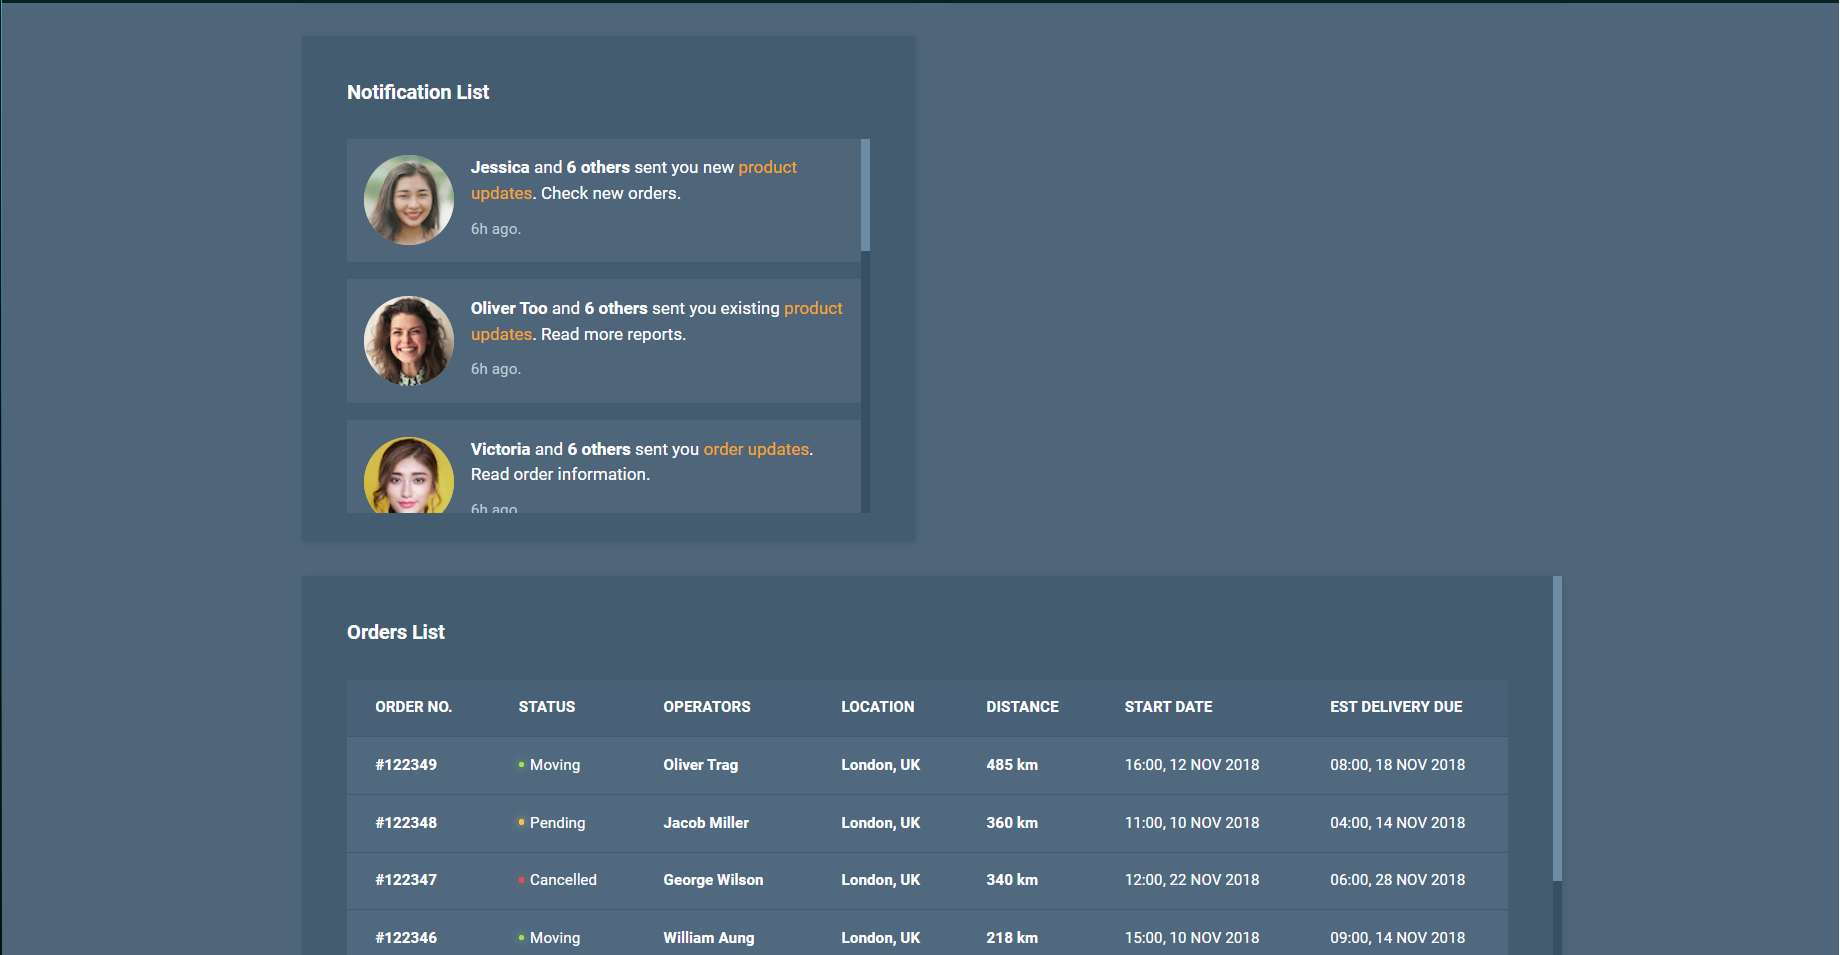 Notification List
Jessica and 6 others sent you new product
updates. Check new orders.
6h ago.
Oliver Too and 6 others sent you existing product
updates. Read more reports.
6h ago.
Victoria and 6 others sent you order updates.
Read order information.
6h ago
Orders List
ORDER NO. STATUS OPERATORS LOCATION DISTANCE START DATE EST DELIVERY DUE
#122349 Moving Oliver Trag London, UK 485 km 16:00, 12 NOV 2018 08:00, 18 NOV 2018
#122348 Pending Jacob Miller London, UK 360 km 11:00, 10 NOV 2018 04:00, 14 NOV 2018
#122347 Cancelled George Wilson London, UK 340 km 12:00, 22 NOV 2018 06:00, 28 NOV 2018
#122346 Moving William Aung London, UK 218 km 15:00, 10 NOV 2018 09:00, 14 NOV 2018